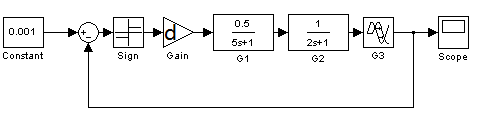 0.001
Constant
+
-
Sign
d
Gain
0.5
5s+1
G1
1
2s+1
G2
G3
Scope